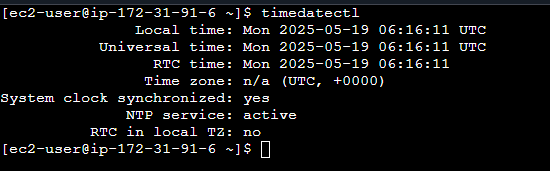 [ec2-user@ip-172-31-91-6 ~]$ timedatectl
Local time: Mon 2025-05-19 06:16:11 UTC
Universal time: Mon 2025-05-19 06:16:11 UTC
RTC time: Mon 2025-05-19 06:16:11
Time zone: n/a (UTC, +0000)
System clock synchronized: yes
NTP service: active
RTC in local TZ: no
[ec2-user@ip-172-31-91-6 ~]$